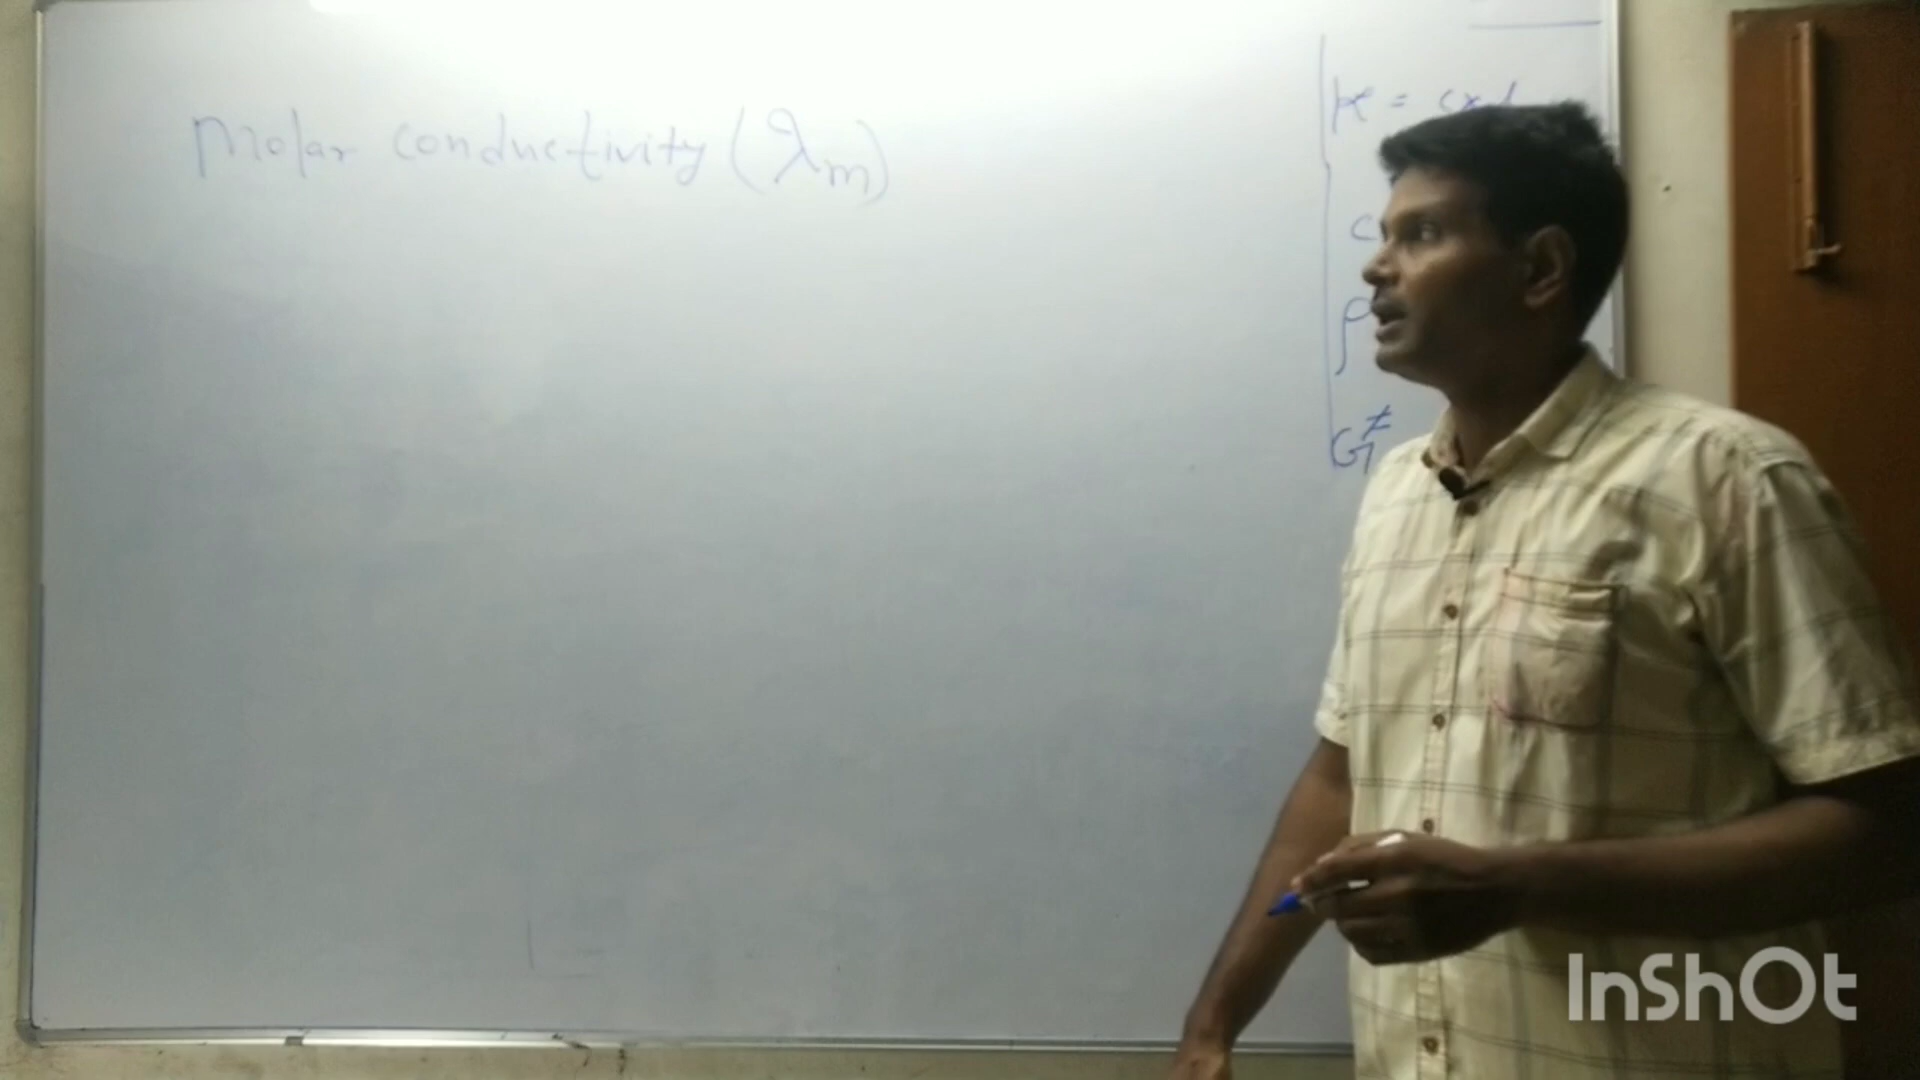 Molar conductivity (λm)
κ =
ρ
G*
InShOt